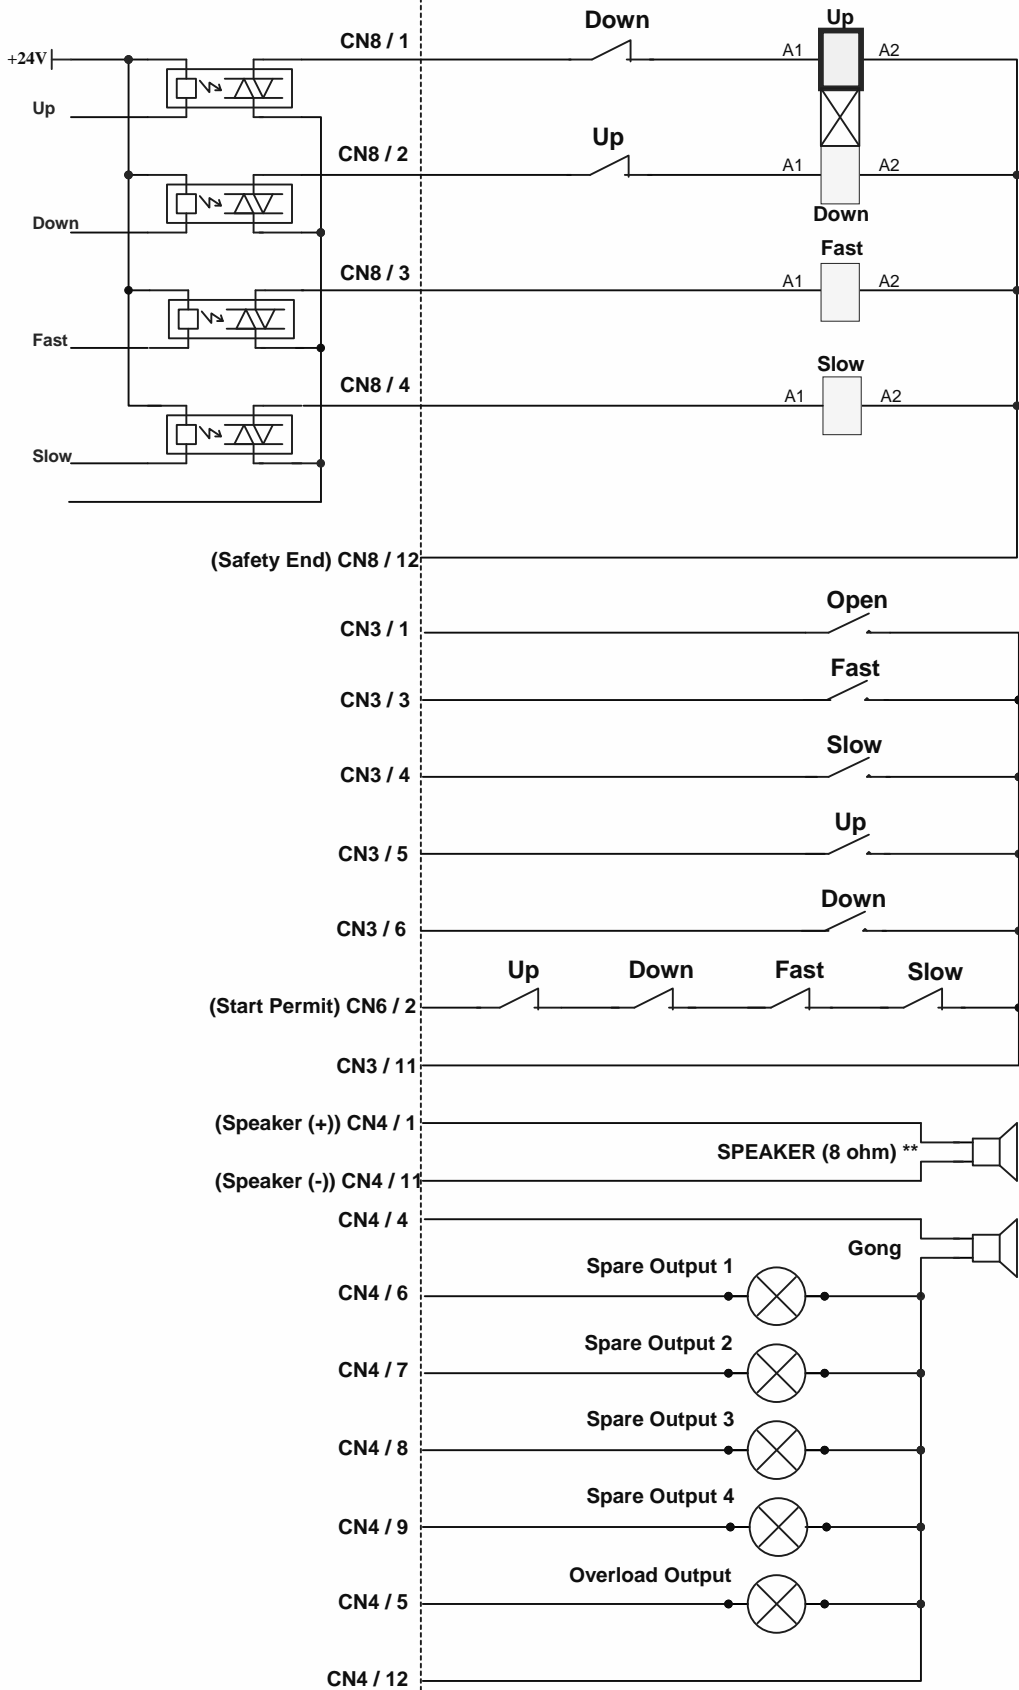 Down
Up
CN8 / 1
+24V
A1
A2
Up
CN8 / 2
Up
A1
A2
Down
Down
Fast
CN8 / 3
A1
A2
Fast
Slow
CN8 / 4
A1
A2
Slow
(Safety End) CN8 / 12
Open
CN3 / 1
Fast
CN3 / 3
Slow
CN3 / 4
Up
CN3 / 5
Down
CN3 / 6
Up Down Fast Slow
(Start Permit) CN6 / 2
CN3 / 11
(Speaker (+)) CN4 / 1
SPEAKER (8 ohm) **
(Speaker (-)) CN4 / 11
CN4 / 4
Gong
Spare Output 1
CN4 / 6
Spare Output 2
CN4 / 7
Spare Output 3
CN4 / 8
Spare Output 4
CN4 / 9
Overload Output
CN4 / 5
CN4 / 12